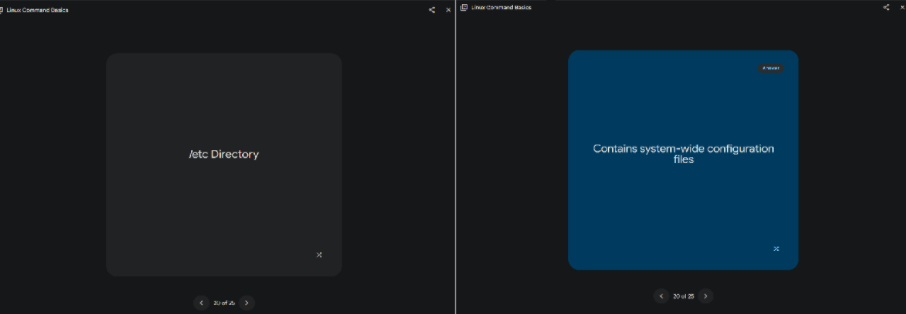 Linux Command Basics
/etc Directory
20 of 25
Linux Command Basics
Answer
Contains system-wide configuration
files
20 of 25